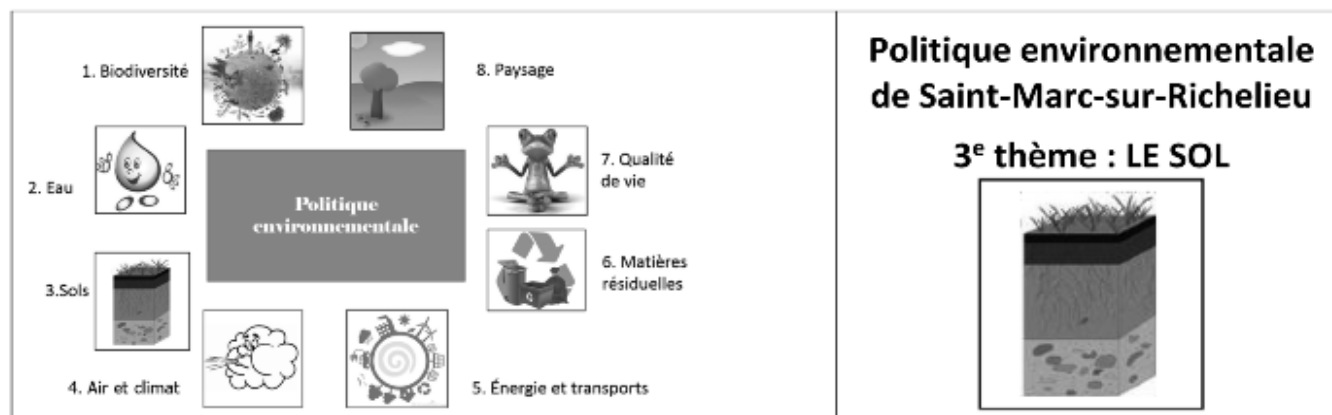 1. Biodiversité
8. Paysage
2. Eau
Politique
environnementale
7. Qualité
de vie
3.Sols
6. Matières
résiduelles
4. Air et climat
5. Énergie et transports
Politique environnementale
de Saint-Marc-sur-Richelieu
3e thème : LE SOL